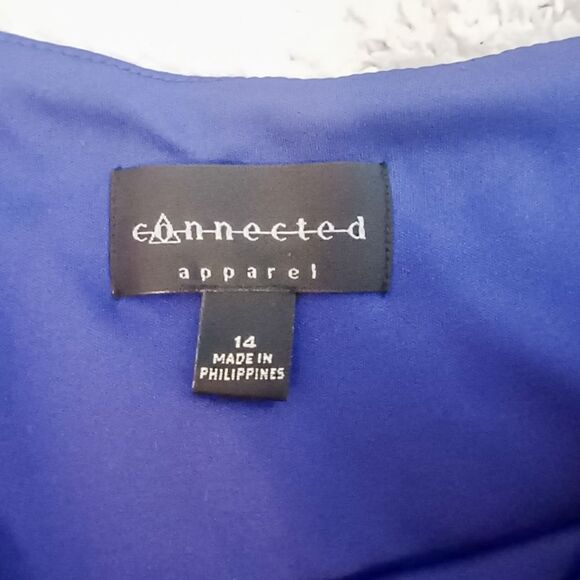 connected
apparel
14
MADE IN
PHILIPPINES